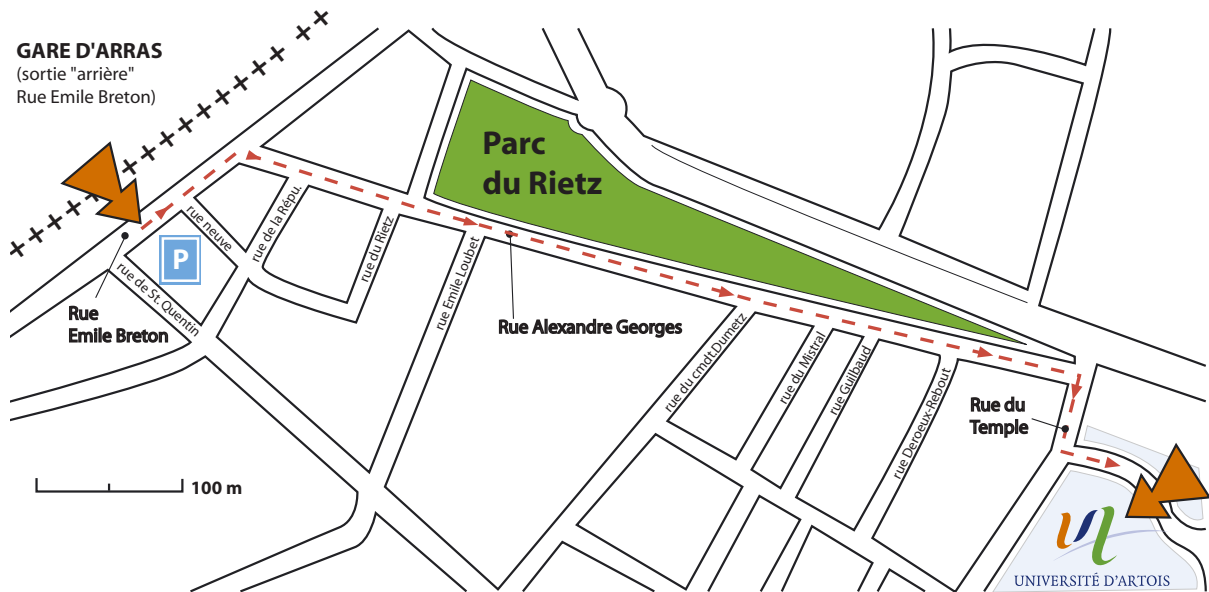 GARE D'ARRAS
(sortie "arrière"
Rue Emile Breton)
Parc
du Rietz
rue neuve
rue de la Répu.
rue du Rietz
P
rue de St. Quentin
Rue
Emile Breton
rue Emile Loubet
Rue Alexandre Georges
rue du cmdt.Dumetz
rue du Mistral
rue Guilbaud
rue Deroeux-Rebout
Rue du
Temple
100 m
UNIVERSITÉ D'ARTOIS